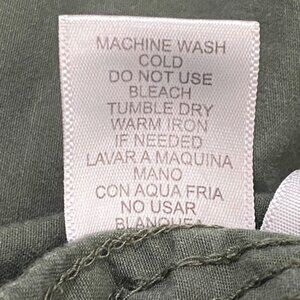 MACHINE WASH
COLD
DO NOT USE
BLEACH
TUMBLE DRY
WARM IRON
IF NEEDED
LAVAR A MAQUINA
MANO
CON AQUA FRIA
NO USAR
BLANQUEA